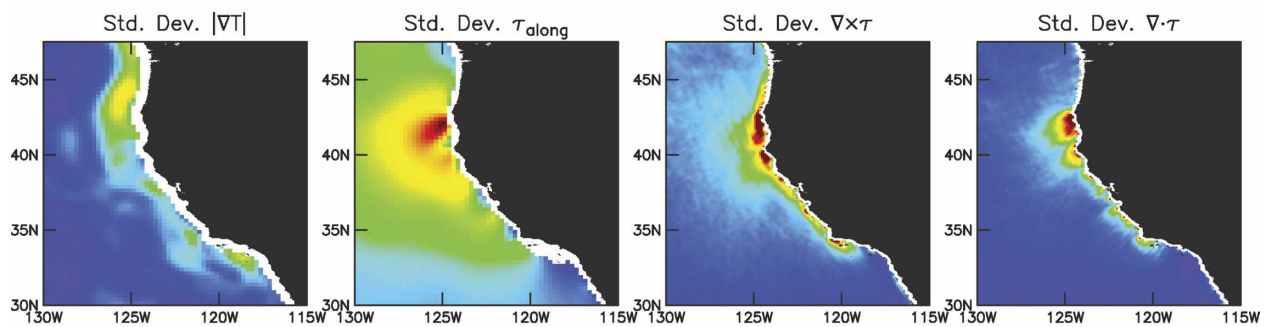 Std. Dev. |∇T|
Std. Dev. τalong
Std. Dev. ∇×τ
Std. Dev. ∇·τ
45N
40N
35N
30N
130W 125W 120W 115W
45N
40N
35N
30N
130W 125W 120W 115W
45N
40N
35N
30N
130W 125W 120W 115W
45N
40N
35N
30N
130W 125W 120W 115W